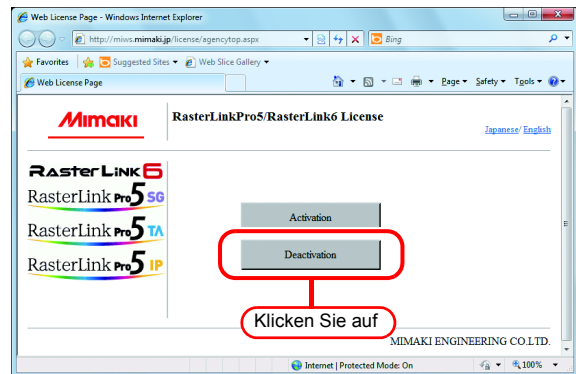 Web License Page - Windows Internet Explorer
http://miws.mimaki.jp/license/agencytop.aspx
Bing
Favorites Suggested Sites Web Slice Gallery
Web License Page
Page Safety Tools
Mimaki
RasterLinkPro5/RasterLink6 License
Japanese/ English
RasterLink 6
RasterLink Pro 5 SG
RasterLink Pro 5 TA
RasterLink Pro 5 IP
Activation
Deactivation
Klicken Sie auf
MIMAKI ENGINEERING CO.LTD.
Internet | Protected Mode: On
100%